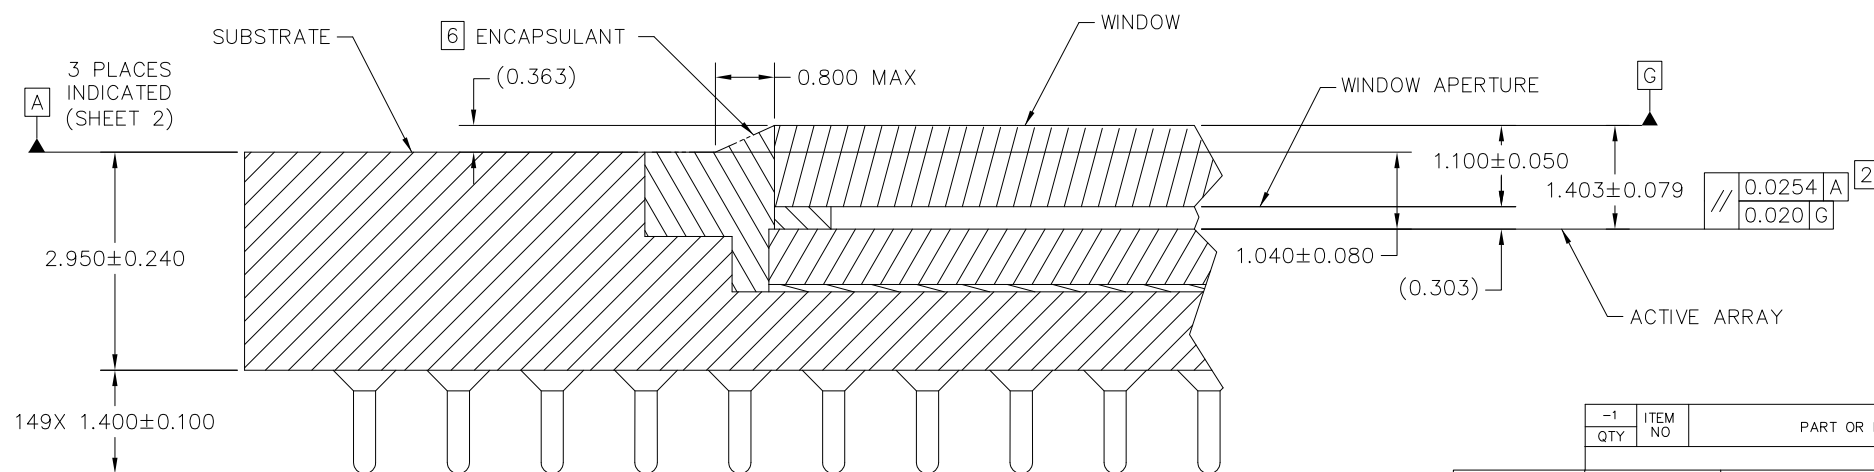 SUBSTRATE
6 ENCAPSULANT
WINDOW
3 PLACES
INDICATED
(SHEET 2)
A
(0.363)
0.800 MAX
WINDOW APERTURE
G
1.100±0.050
1.403±0.079
// 0.0254 A
0.020 G
2
2.950±0.240
1.040±0.080
(0.303)
ACTIVE ARRAY
149X 1.400±0.100
-1
QTY
ITEM
NO
PART OR